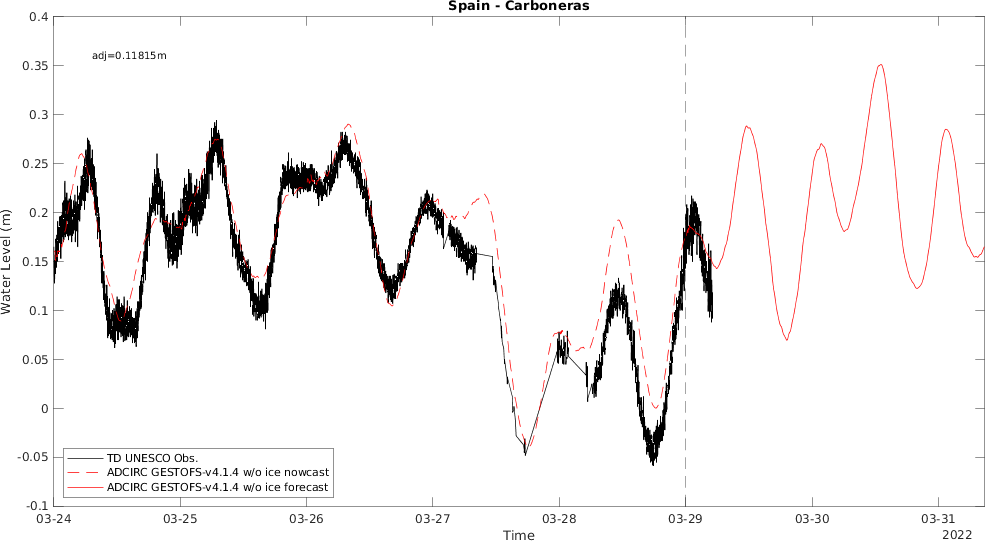 Spain - Carboneras
adj=0.11815m
0.4
0.35
0.3
0.25
0.2
0.15
0.1
0.05
0
-0.05
-0.1
Water Level (m)
TD UNESCO Obs.
ADCIRC GESTOFS-v4.1.4 w/o ice nowcast
ADCIRC GESTOFS-v4.1.4 w/o ice forecast
03-24 03-25 03-26 03-27 03-28 03-29 03-30 03-31
Time
2022